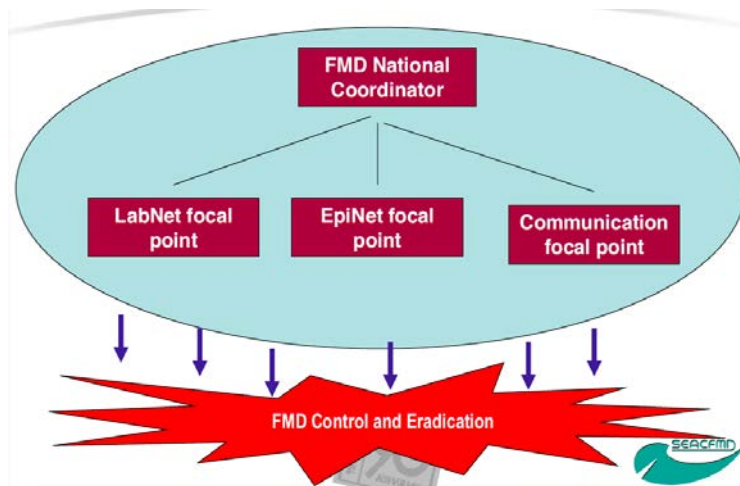 FMD National
Coordinator
LabNet focal
point
EpiNet focal
point
Communication
focal point
FMD Control and Eradication
SEACFMD